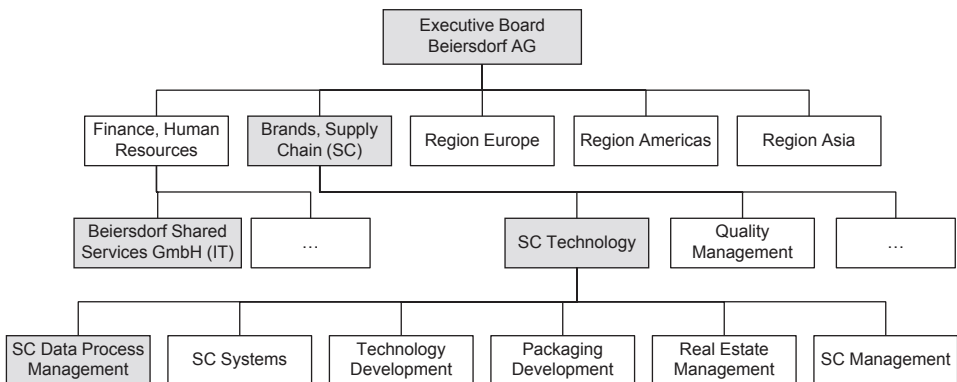 Executive Board
Beiersdorf AG
Finance, Human
Resources
Brands, Supply
Chain (SC)
Region Europe
Region Americas
Region Asia
Beiersdorf Shared
Services GmbH (IT)
…
SC Technology
Quality
Management
…
SC Data Process
Management
SC Systems
Technology
Development
Packaging
Development
Real Estate
Management
SC Management